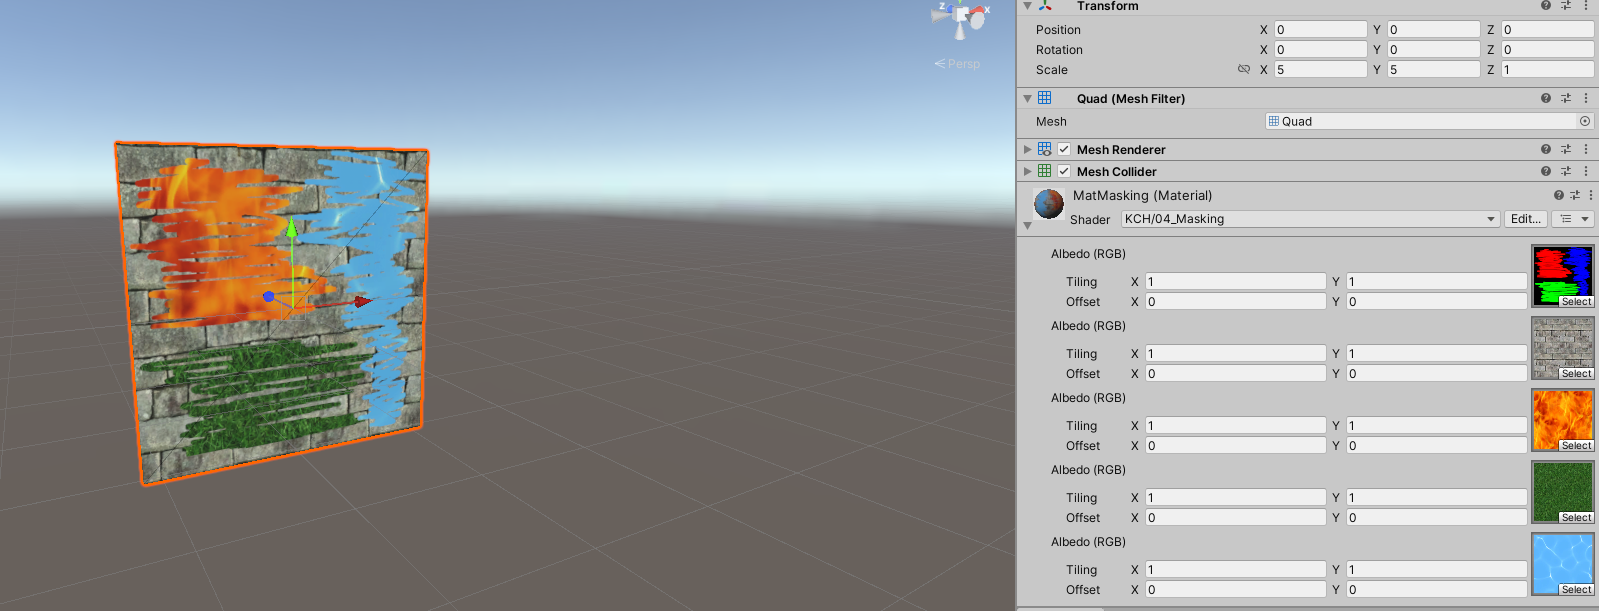 Z
X
Persp
Transform
Position X 0 Y 0 Z 0
Rotation X 0 Y 0 Z 0
Scale X 5 Y 5 Z 1
Quad (Mesh Filter)
Mesh Quad
Mesh Renderer
Mesh Collider
MatMasking (Material)
Shader KCH/04_Masking Edit...
Albedo (RGB)
Tiling X 1 Y 1
Offset X 0 Y 0 Select
Albedo (RGB)
Tiling X 1 Y 1
Offset X 0 Y 0 Select
Albedo (RGB)
Tiling X 1 Y 1
Offset X 0 Y 0 Select
Albedo (RGB)
Tiling X 1 Y 1
Offset X 0 Y 0 Select
Albedo (RGB)
Tiling X 1 Y 1
Offset X 0 Y 0 Select